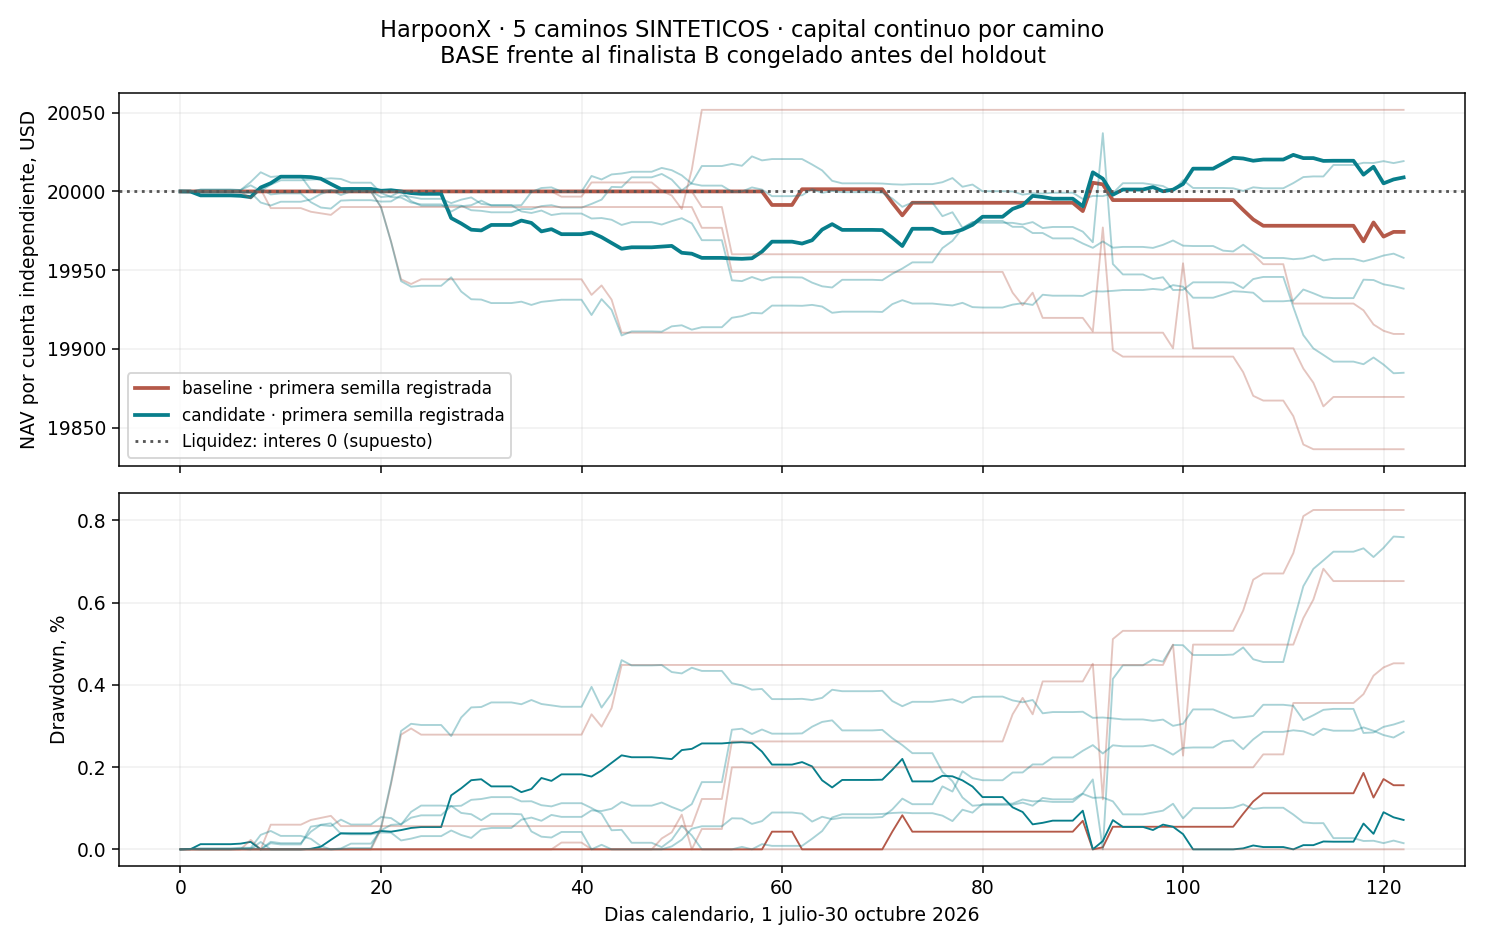 HarpoonX · 5 caminos SINTETICOS · capital continuo por camino
BASE frente al finalista B congelado antes del holdout
NAV por cuenta independiente, USD
20050
20000
19950
19900
19850
baseline · primera semilla registrada
candidate · primera semilla registrada
Liquidez: interes 0 (supuesto)
Drawdown, %
0.8
0.6
0.4
0.2
0.0
0
20
40
60
80
100
120
Dias calendario, 1 julio-30 octubre 2026